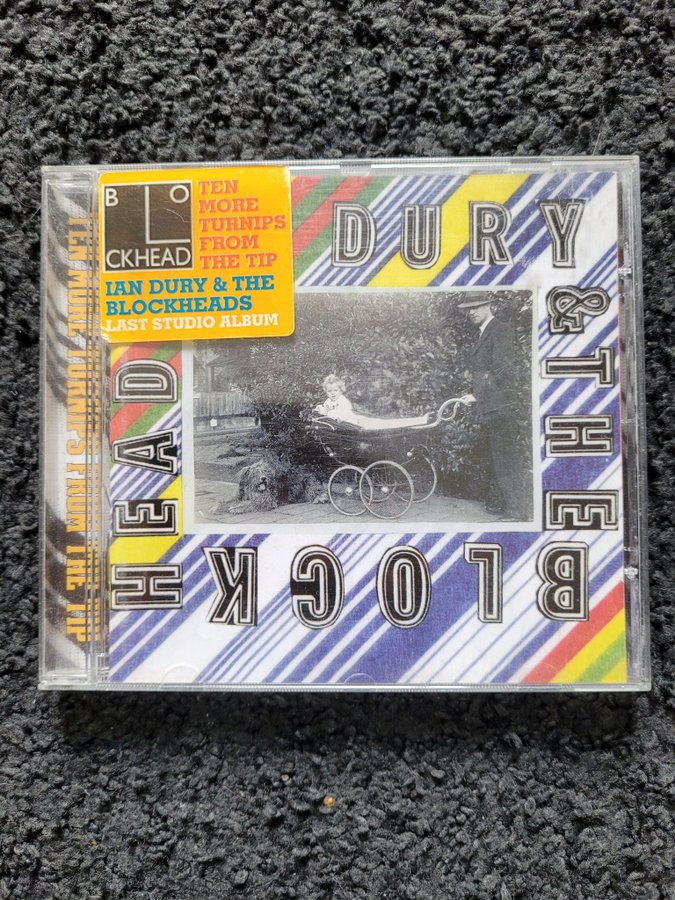 B L O
CKHEAD
TEN
MORE
TURNIPS
FROM
THE TIP
IAN DURY & THE
BLOCKHEADS
LAST STUDIO ALBUM
DURY
& THE
BLOCK
HEAD
TEN MORE TURNIPS FROM THE TIP